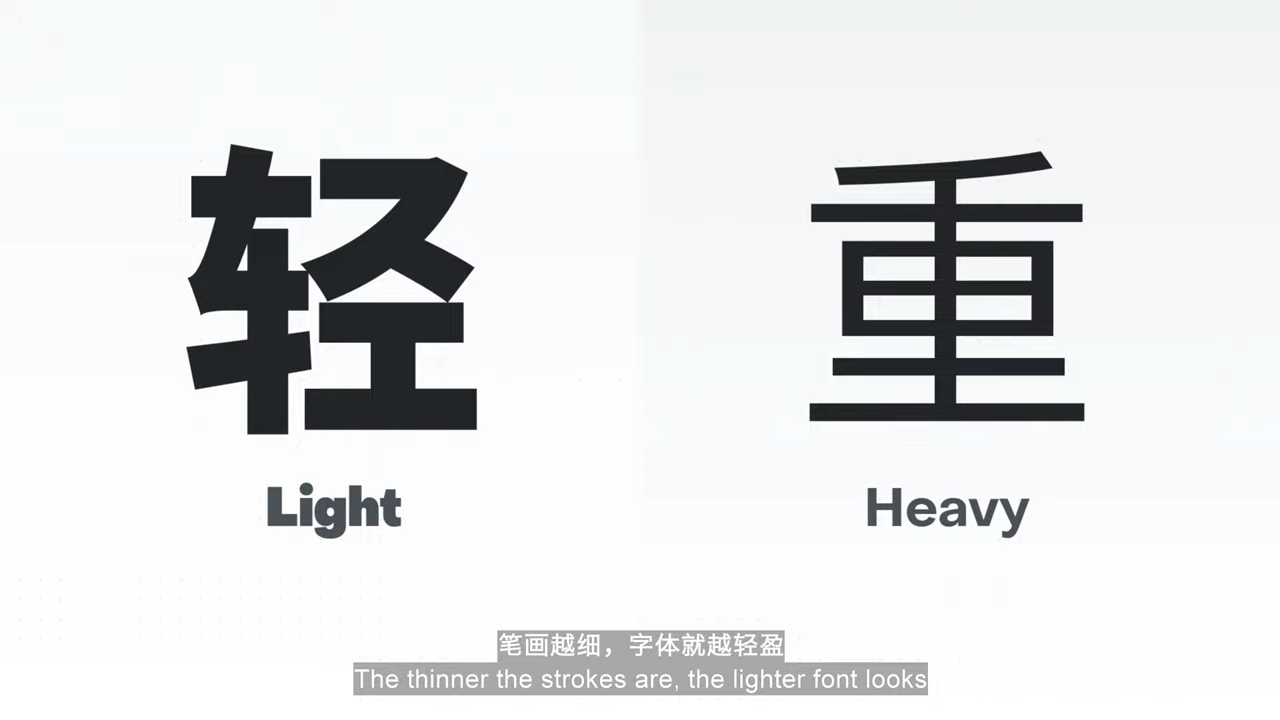 轻
Light
重
Heavy
笔画越细，字体就越轻盈
The thinner the strokes are, the lighter font looks